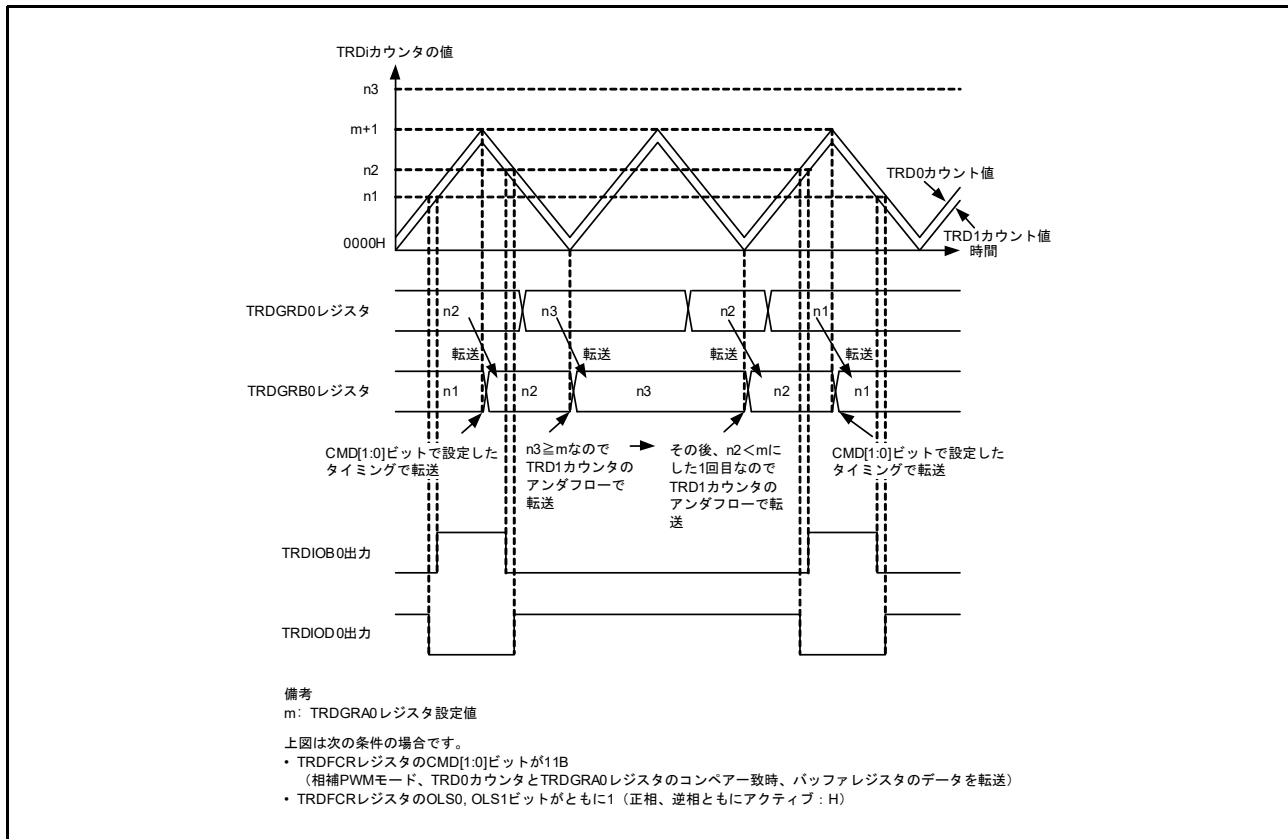 TRDiカウンタの値
n3
m+1
n2
n1
0000H
TRD0カウント値
TRD1カウント値
時間
TRDGRD0レジスタ
n2
n3
n2
n1
転送
転送
転送
転送
TRDGRB0レジスタ
n1
n2
n3
n2
n1
CMD[1:0]ビットで設定した
タイミングで転送
n3≧mなので
TRD1カウンタの
アンダフローで
転送
その後、n2<mに
した1回目なので
TRD1カウンタの
アンダフローで転
送
CMD[1:0]ビットで設定した
タイミングで転送
TRDIOB0出力
TRDIOD0出力
備考
m: TRDGRA0レジスタ設定値
上図は次の条件の場合です。
• TRDFCRレジスタのCMD[1:0]ビットが11B
（相補PWMモード、TRD0カウンタとTRDGRA0レジスタのコンペア一致時、バッファレジスタのデータを転送）
• TRDFCRレジスタのOLS0, OLS1ビットがともに1（正相、逆相ともにアクティブ：H）